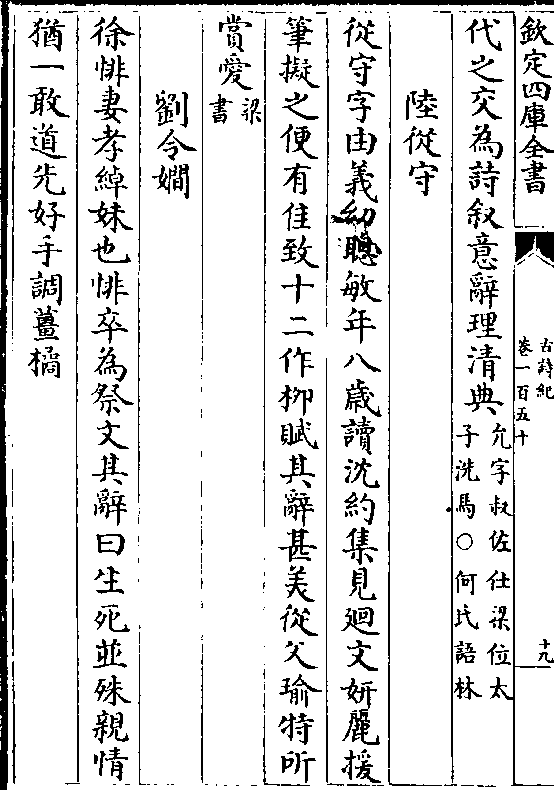 欽定四庫全書
古詩紀
卷一百五十
十九
代之交為詩叙意辭理清典允字叔佐仕梁位太子洗馬○何氏語林
陸從守
從守字由義幼聰敏年八歲讀沈約集見廻文妍麗援
筆擬之便有佳致十二作柳賦其辭甚美從父瑜特所
賞愛梁書
劉令嫺
徐悱妻孝綽妹也悱卒為祭文其辭曰生死並殊親情
猶一敢道先好手調薑橘